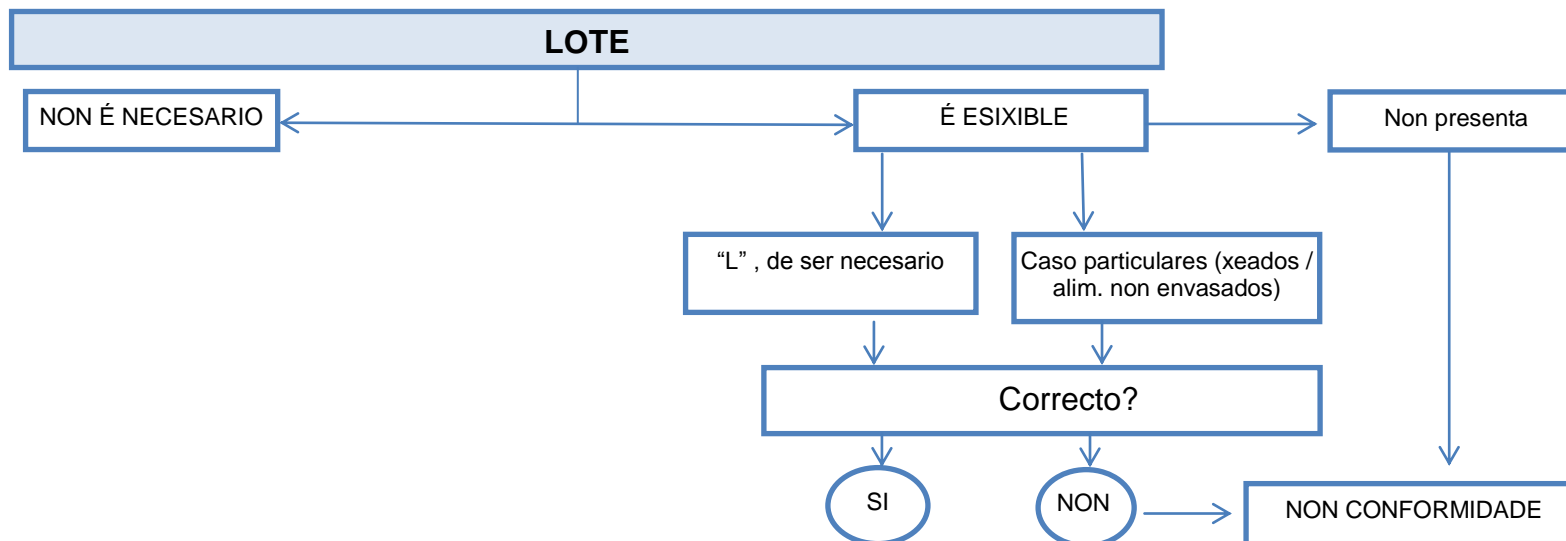 LOTE
NON É NECESARIO
É ESIXIBLE
Non presenta
“L” , de ser necesario
Caso particulares (xeados /
alim. non envasados)
Correcto?
SI
NON
NON CONFORMIDADE